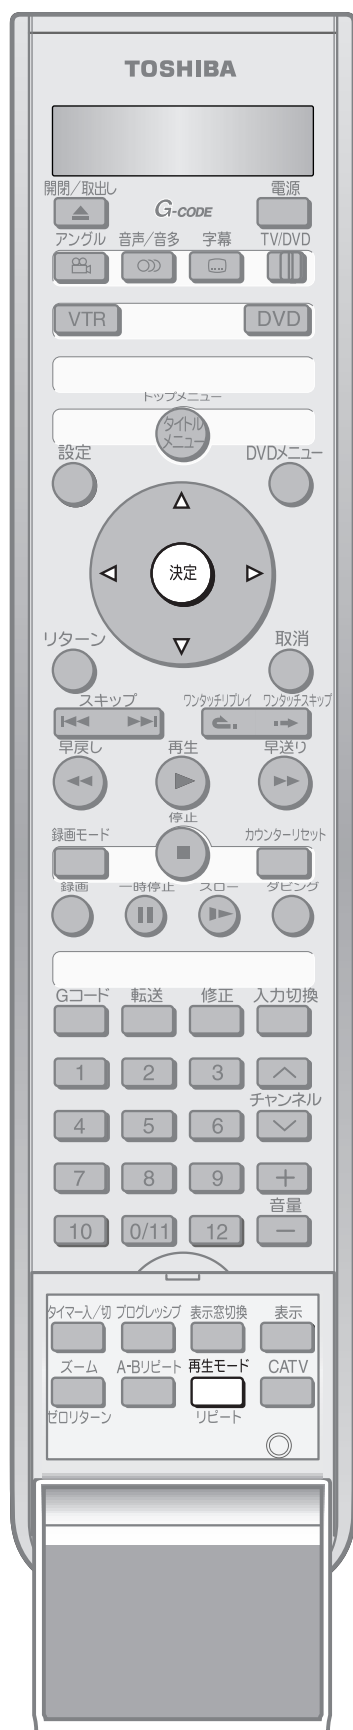 TOSHIBA
開閉/取出し G-CODE 電源
アングル 音声/音多 字幕 TV/DVD
VTR DVD
トップメニュー
タイトル
メニュー
設定 DVDメニュー
決定
リターン 取消
スキップ ワンタッチリプレイ ワンタッチスキップ
早戻し 再生 早送り
停止
録画モード カウンターリセット
録画 一時停止 スロー ダビング
Gコード 転送 修正 入力切換
1 2 3
チャンネル
4 5 6
7 8 9 +
音量
10 0/11 12 −
タイマー入/切 プログレッシブ 表示窓切換 表示
ズーム A-Bリピート 再生モード CATV
ゼロリターン リピート